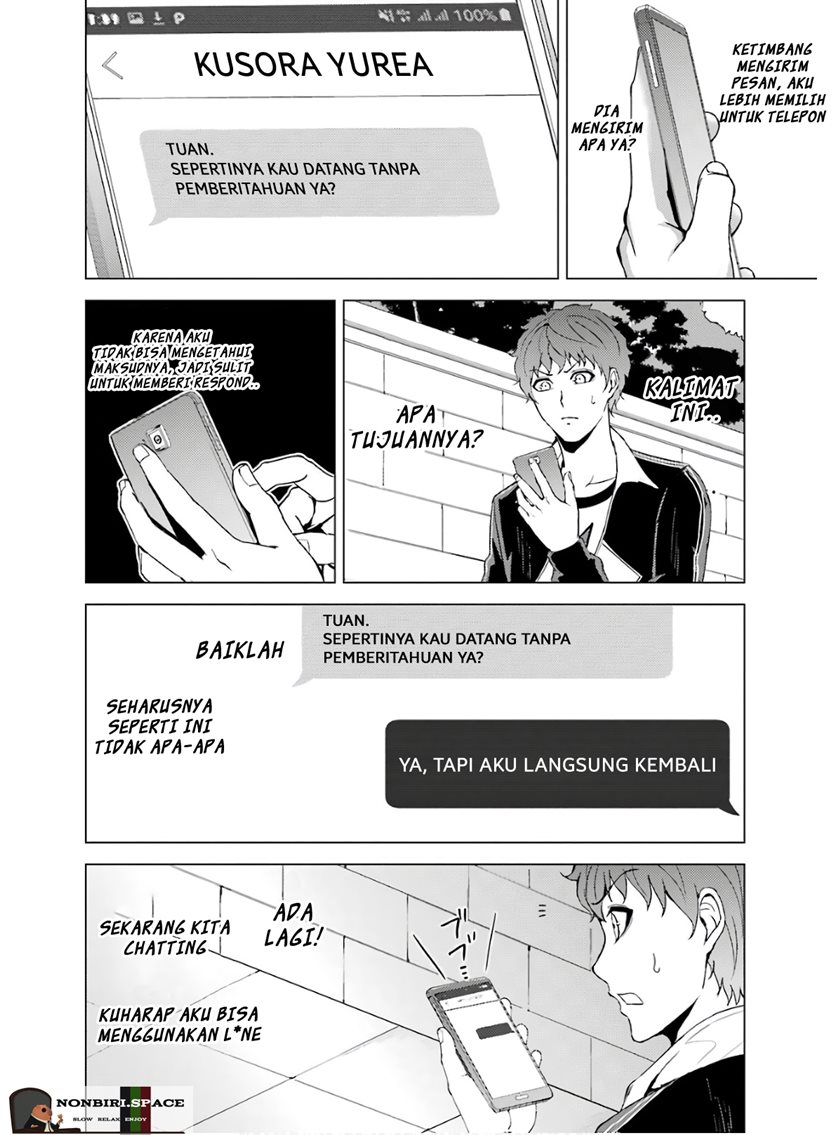 KETIMBANG
MENGIRIM
PESAN, AKU
LEBIH MEMILIH
UNTUK TELEPON
DIA
MENGIRIM
APA YA?
100%
KUSORA YUREA
TUAN.
SEPERTINYA KAU DATANG TANPA
PEMBERITAHUAN YA?
KALIMAT
INI..
APA
TUJUANNYA?
KARENA AKU
TIDAK BISA MENGETAHUI
MAKSUDNYA, JADI SULIT
UNTUK MEMBERI RESPOND..
TUAN.
SEPERTINYA KAU DATANG TANPA
PEMBERITAHUAN YA?
BAIKLAH
SEHARUSNYA
SEPERTI INI
TIDAK APA-APA
YA, TAPI AKU LANGSUNG KEMBALI
ブブ
ADA
LAGI!
SEKARANG KITA
CHATTING
KUHARAP AKU BISA
MENGGUNAKAN L*NE
NONBIRI.SPACE
SLOW RELAX ENJOY